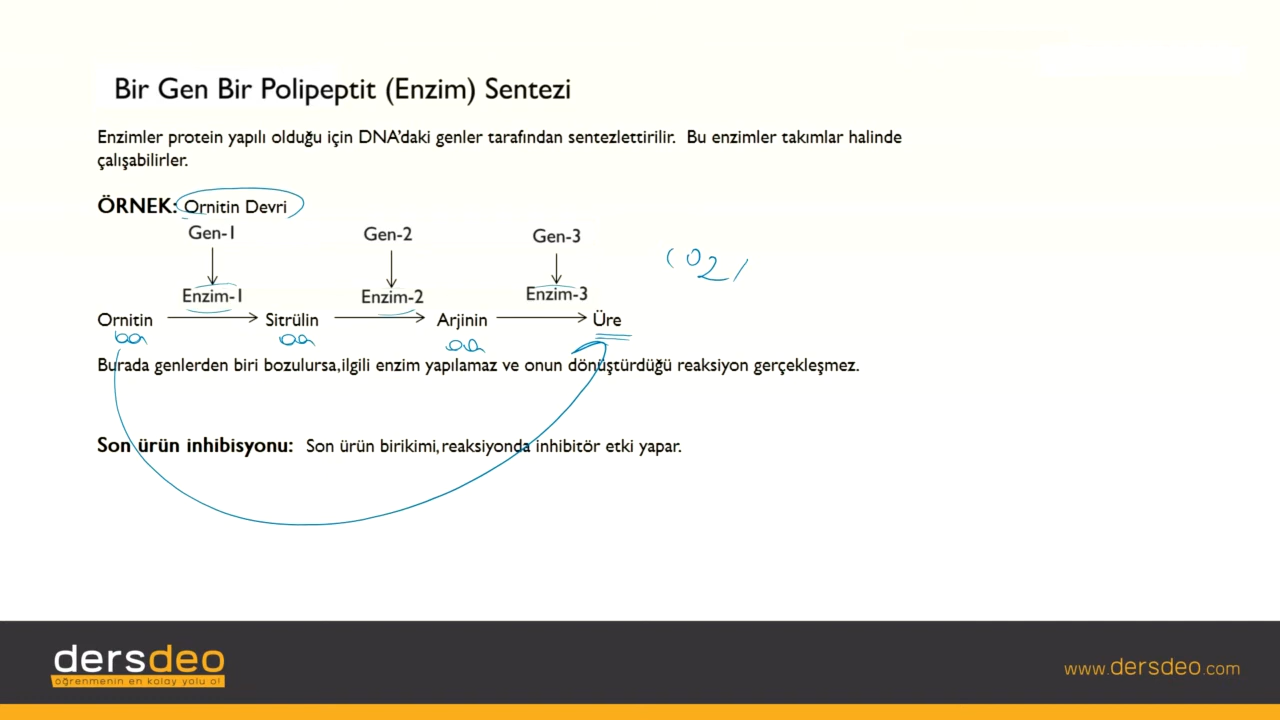 Bir Gen Bir Polipeptit (Enzim) Sentezi
Enzimler protein yapılı olduğu için DNA'daki genler tarafından sentezlettirilir. Bu enzimler takımlar halinde
çalışabilirler.
ÖRNEK: Ornitin Devri
Gen-1 Gen-2 Gen-3
Enzim-1 Enzim-2 Enzim-3
Ornitin Sitrülin Arjinin Üre
aa aa
CO2
Burada genlerden biri bozulursa, ilgili enzim yapılamaz ve onun dönüştürdüğü reaksiyon gerçekleşmez.
Son ürün inhibisyonu: Son ürün birikimi, reaksiyonda inhibitör etki yapar.
dersdeo
öğrenmenin en kolay yolu o!
www.dersdeo.com